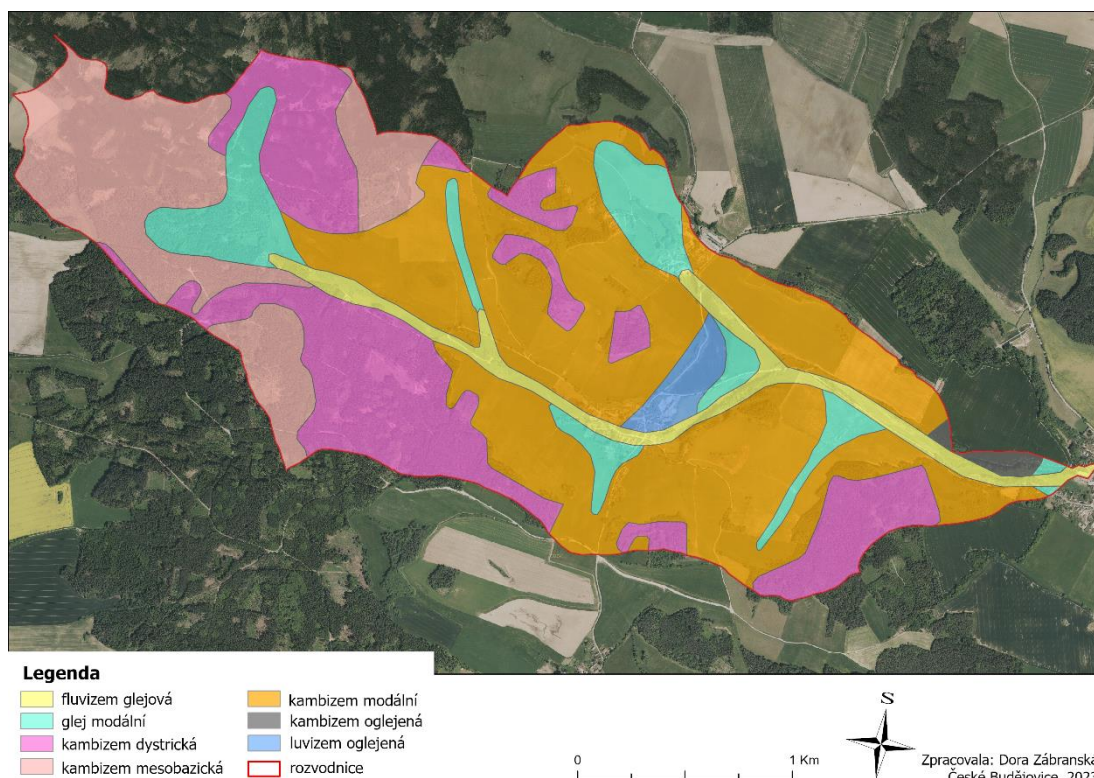 Legenda
fluvizem glejová
glej modální
kambizem dystrická
kambizem mesobazická
kambizem modální
kambizem oglejená
luvizem oglejená
rozvodnice
0 1 Km
S
Zpracovala: Dora Zábranská
České Budějovice, 2023